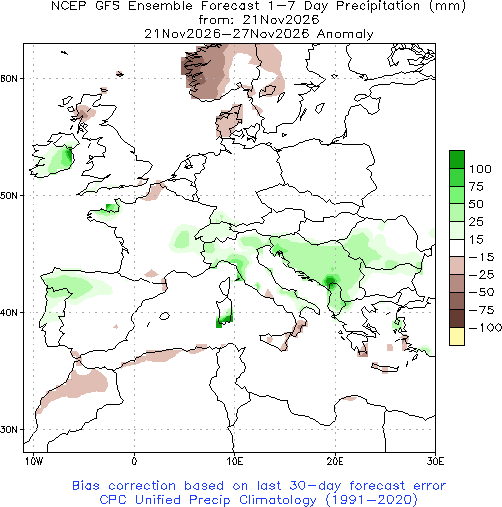 NCEP GFS Ensemble Forecast 1-7 Day Precipitation (mm)
from: 21Nov2026
21Nov2026-27Nov2026 Anomaly
60N
50N
40N
30N
10W 0 10E 20E 30E
100
75
50
25
15
-15
-25
-50
-75
-100
Bias correction based on last 30-day forecast error
CPC Unified Precip Climatology (1991-2020)